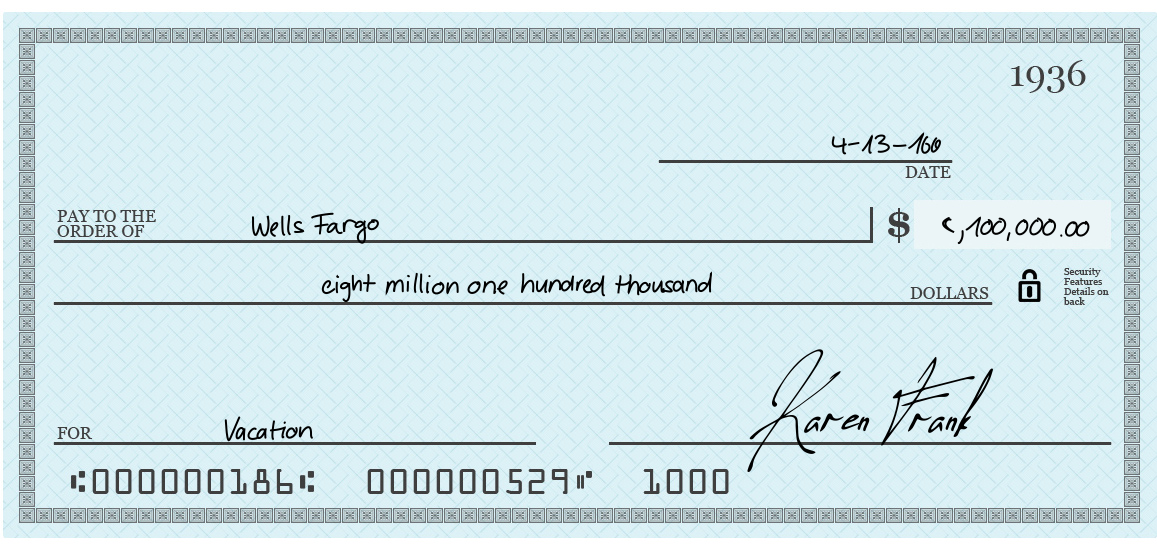 1936
4-13-160
DATE
PAY TO THE
ORDER OF Wells Fargo $ ,100,000.00
eight million one hundred thousand DOLLARS
Security
Features
Details on
back
FOR Vacation Karen Frank
⑆000000186⑆ 000000529⑈ 1000